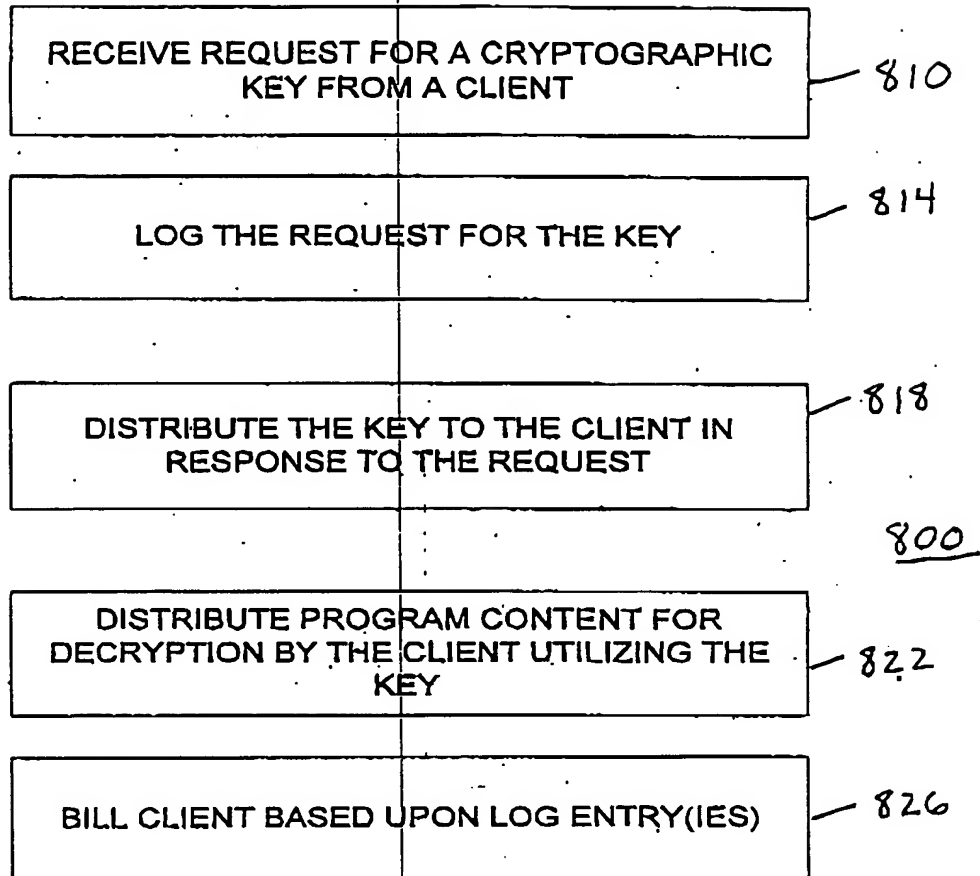 RECEIVE REQUEST FOR A CRYPTOGRAPHIC
KEY FROM A CLIENT
810
LOG THE REQUEST FOR THE KEY
814
DISTRIBUTE THE KEY TO THE CLIENT IN
RESPONSE TO THE REQUEST
818
800
DISTRIBUTE PROGRAM CONTENT FOR
DECRYPTION BY THE CLIENT UTILIZING THE
KEY
822
BILL CLIENT BASED UPON LOG ENTRY(IES)
826